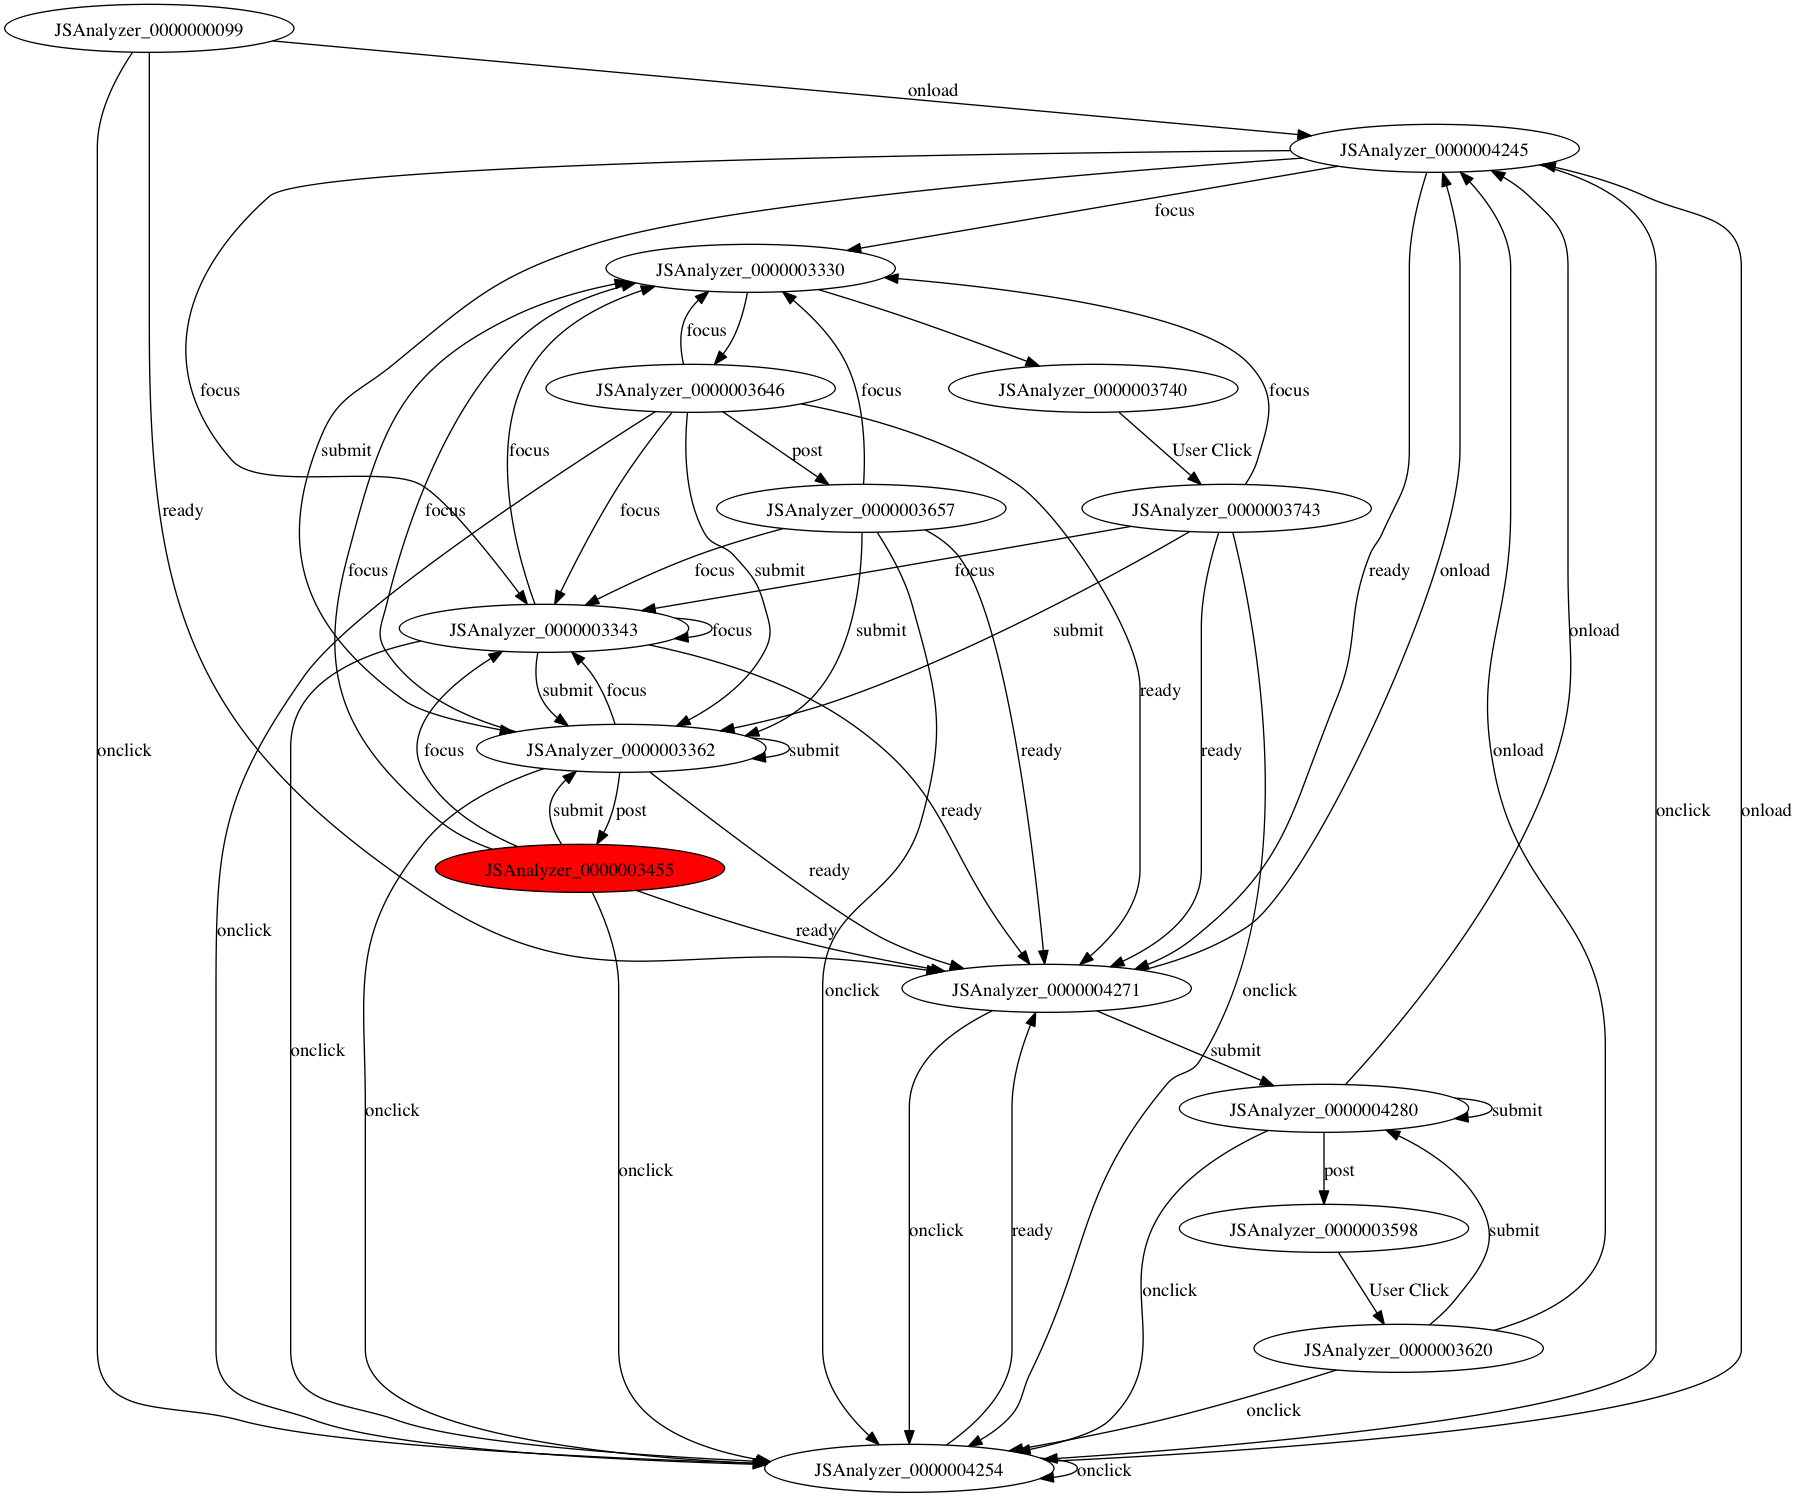 JSAnalyzer_0000000099
onload
JSAnalyzer_0000004245
focus
JSAnalyzer_0000003330
focus
JSAnalyzer_0000003646
JSAnalyzer_0000003740
focus
focus
focus
focus
submit
post
User Click
ready
focus
focus
JSAnalyzer_0000003657
JSAnalyzer_0000003743
focus
focus
submit
focus
focus
ready
onload
JSAnalyzer_0000003343
focus
submit
submit
onload
submit
focus
ready
onclick
focus
JSAnalyzer_0000003362
submit
ready
ready
onload
submit
post
ready
onclick
onload
JSAnalyzer_0000003455
ready
onclick
ready
JSAnalyzer_0000004271
onclick
onclick
onclick
submit
onclick
JSAnalyzer_0000004280
submit
onclick
post
onclick
ready
JSAnalyzer_0000003598
submit
onclick
User Click
JSAnalyzer_0000003620
onclick
JSAnalyzer_0000004254
onclick